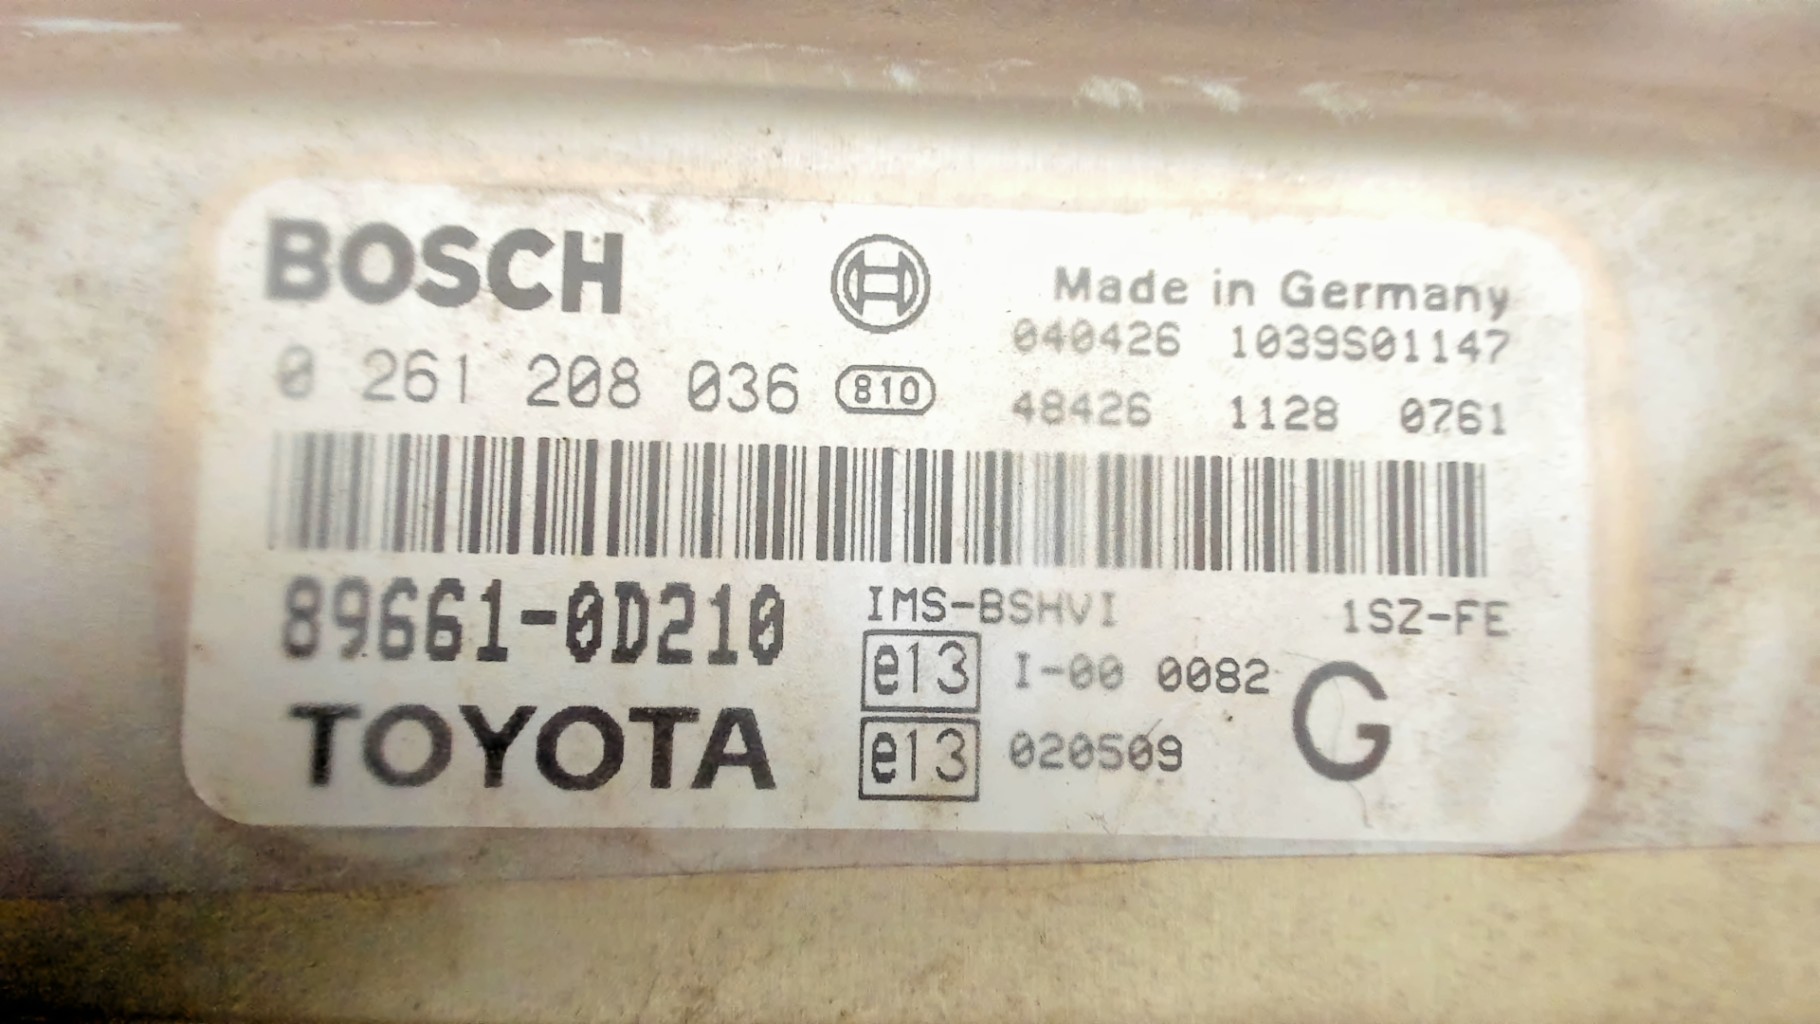 BOSCH
Made in Germany
040426 1039S01147
0 261 208 036 810
48426 1128 0761
89661-0D210
IMS-BSHVI 1SZ-FE
e13 I-00 0082
G
TOYOTA
e13 020509